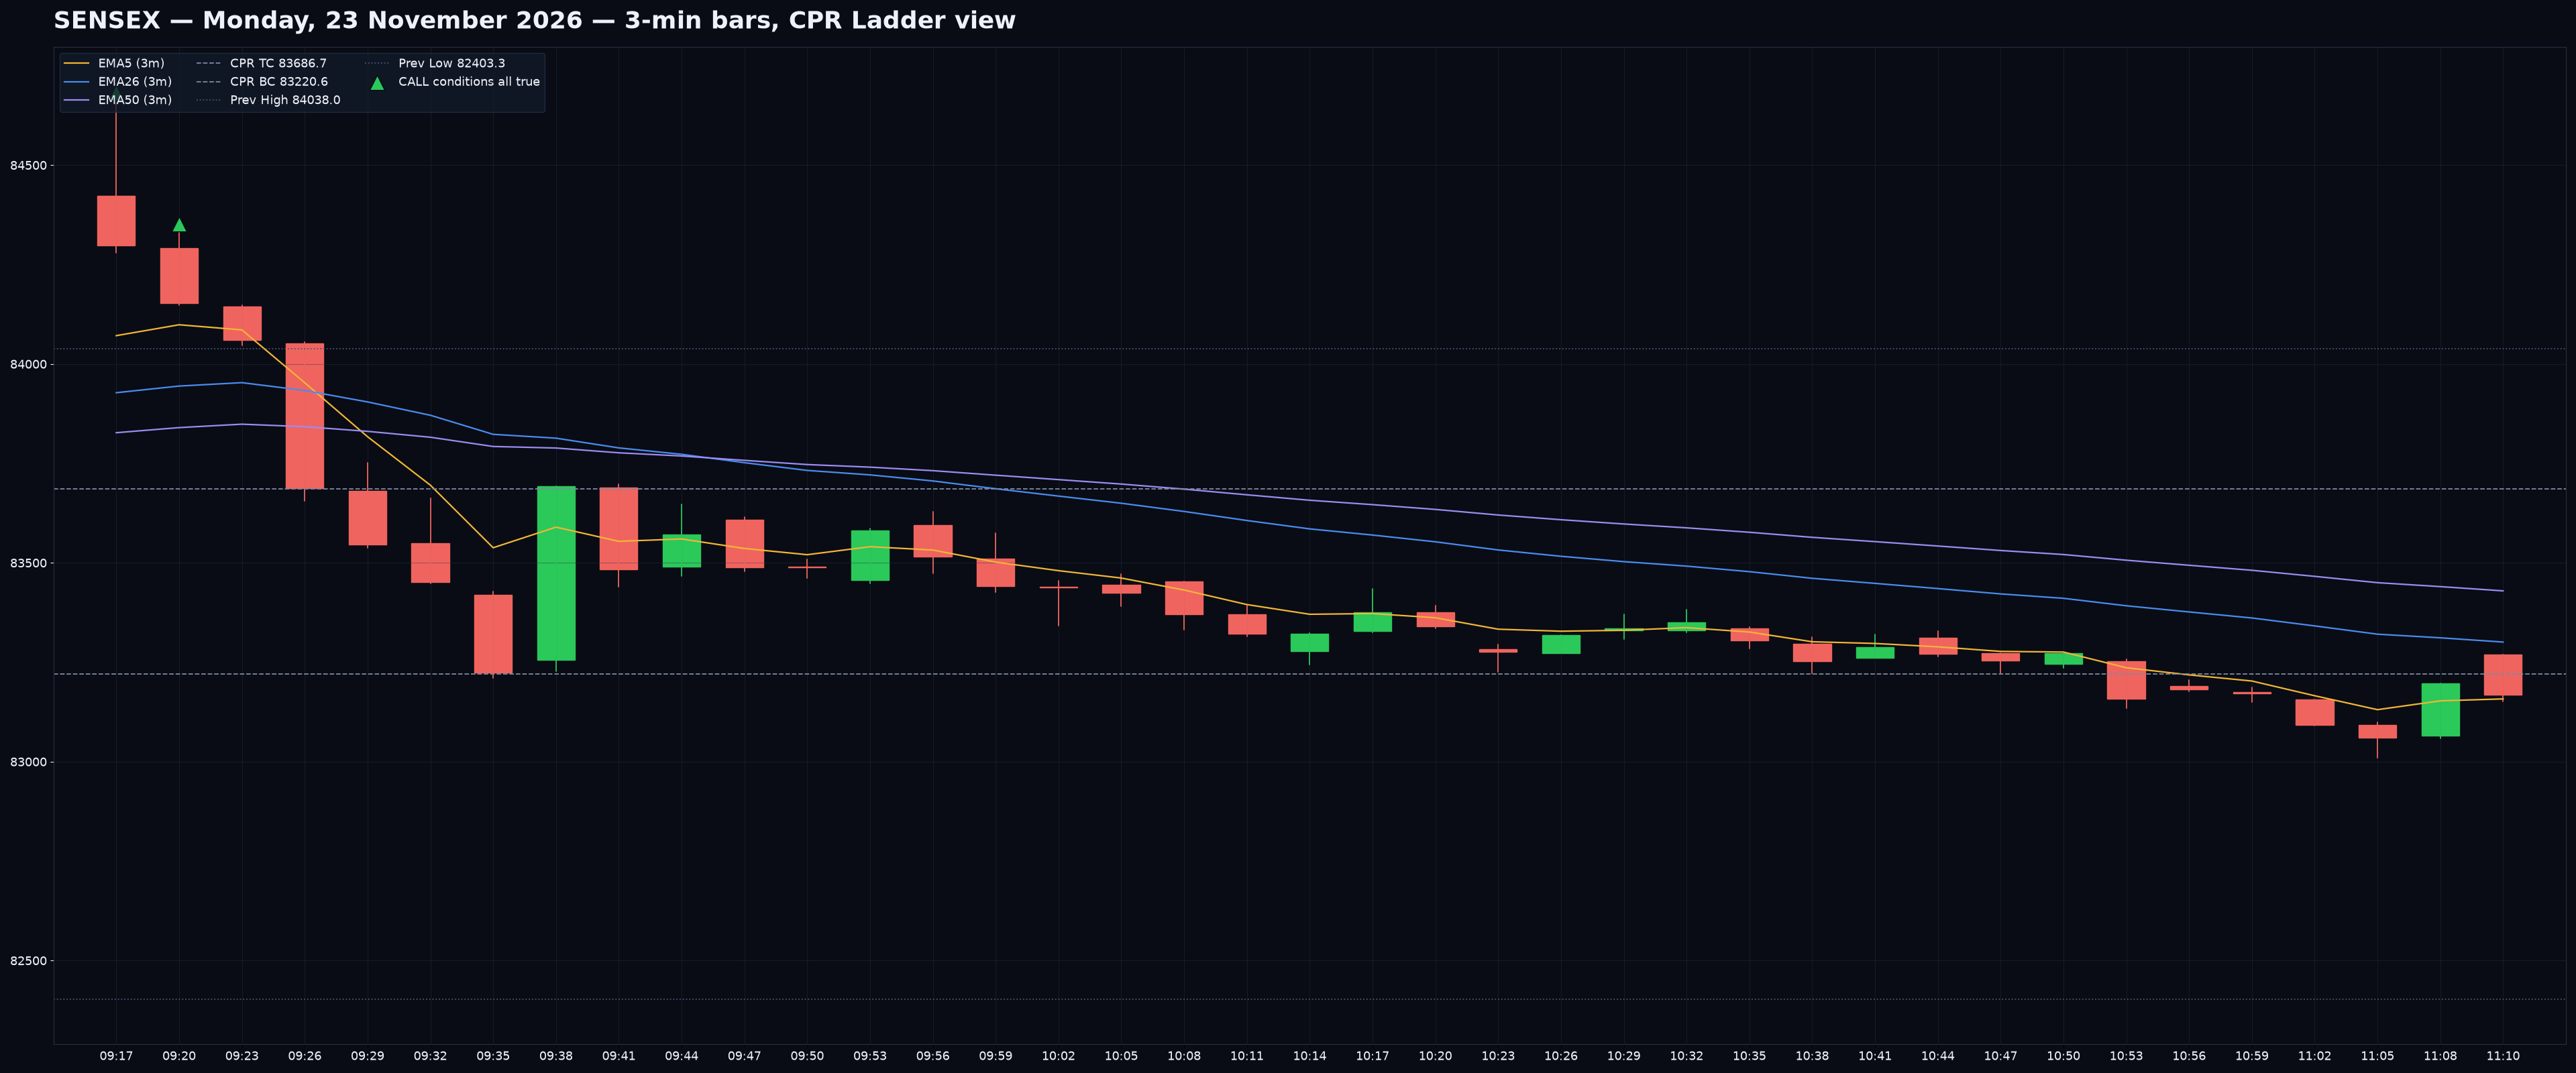 SENSEX — Monday, 23 November 2026 — 3-min bars, CPR Ladder view
EMA5 (3m)
EMA26 (3m)
EMA50 (3m)
CPR TC 83686.7
CPR BC 83220.6
Prev High 84038.0
Prev Low 82403.3
CALL conditions all true
84500
84000
83500
83000
82500
09:17 09:20 09:23 09:26 09:29 09:32 09:35 09:38 09:41 09:44 09:47 09:50 09:53 09:56 09:59 10:02 10:05 10:08 10:11 10:14 10:17 10:20 10:23 10:26 10:29 10:32 10:35 10:38 10:41 10:44 10:47 10:50 10:53 10:56 10:59 11:02 11:05 11:08 11:10